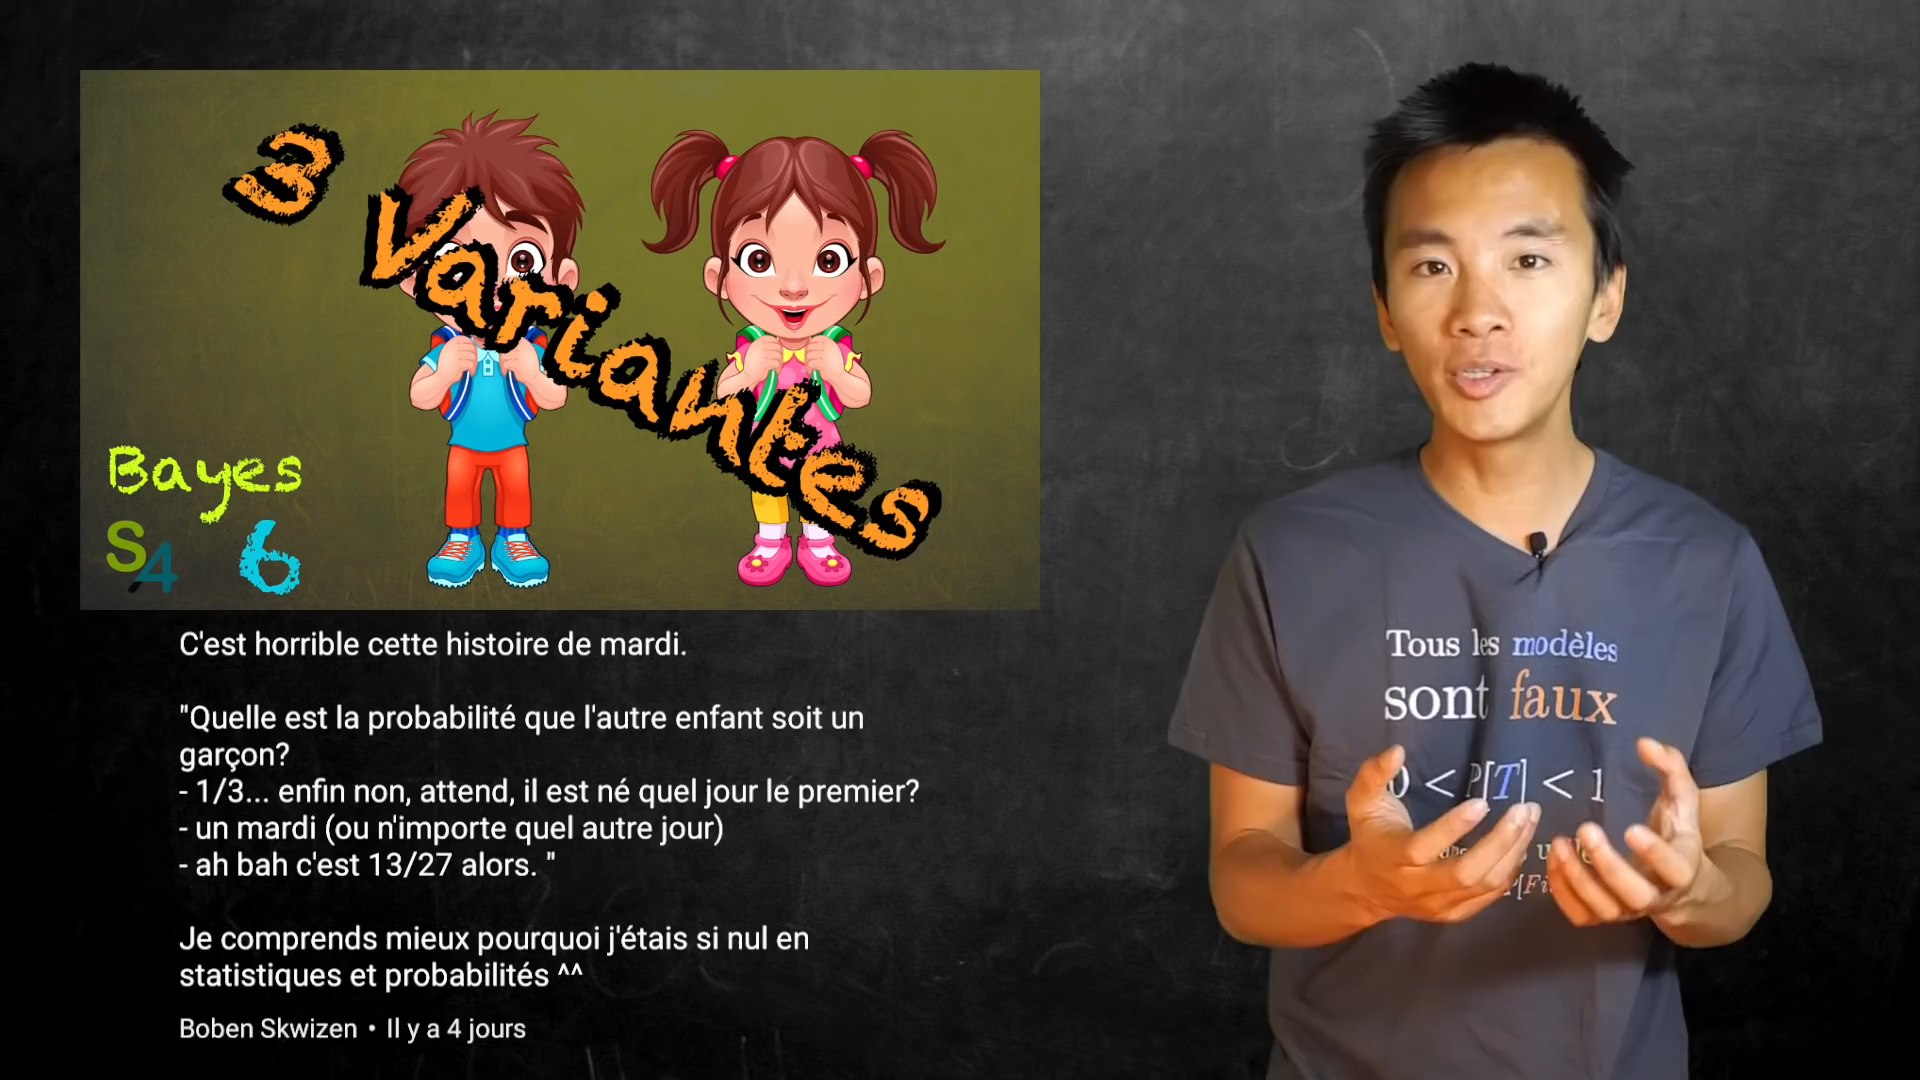 3 Variantes
Bayes
S4 6
C'est horrible cette histoire de mardi.
"Quelle est la probabilité que l'autre enfant soit un
garçon?
- 1/3... enfin non, attend, il est né quel jour le premier?
- un mardi (ou n'importe quel autre jour)
- ah bah c'est 13/27 alors. "
Je comprends mieux pourquoi j'étais si nul en
statistiques et probabilités ^^
Boben Skwizen • Il y a 4 jours
Tous les modèles
sont faux
0 < P[T] < 1